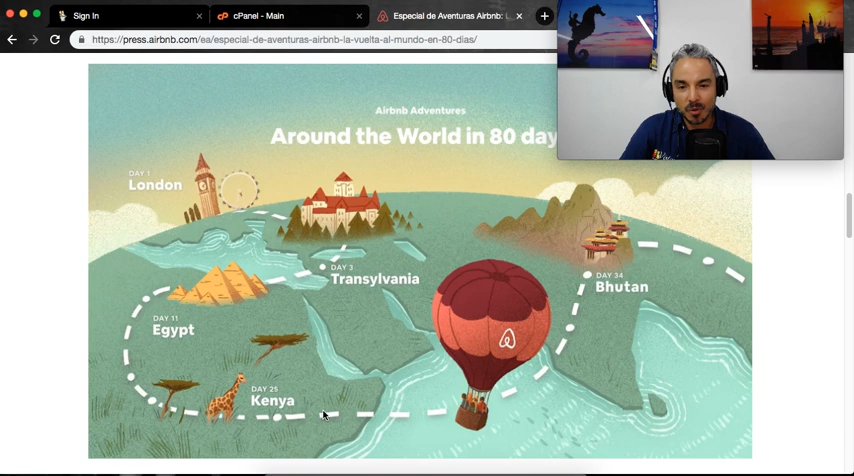 Sign In
cPanel - Main
Especial de Aventuras Airbnb: L
https://press.airbnb.com/ea/especial-de-aventuras-airbnb-la-vuelta-al-mundo-en-80-dias/
Airbnb Adventures
Around the World in 80 day
DAY 1
London
DAY 3
Transylvania
DAY 34
Bhutan
DAY 11
Egypt
DAY 25
Kenya